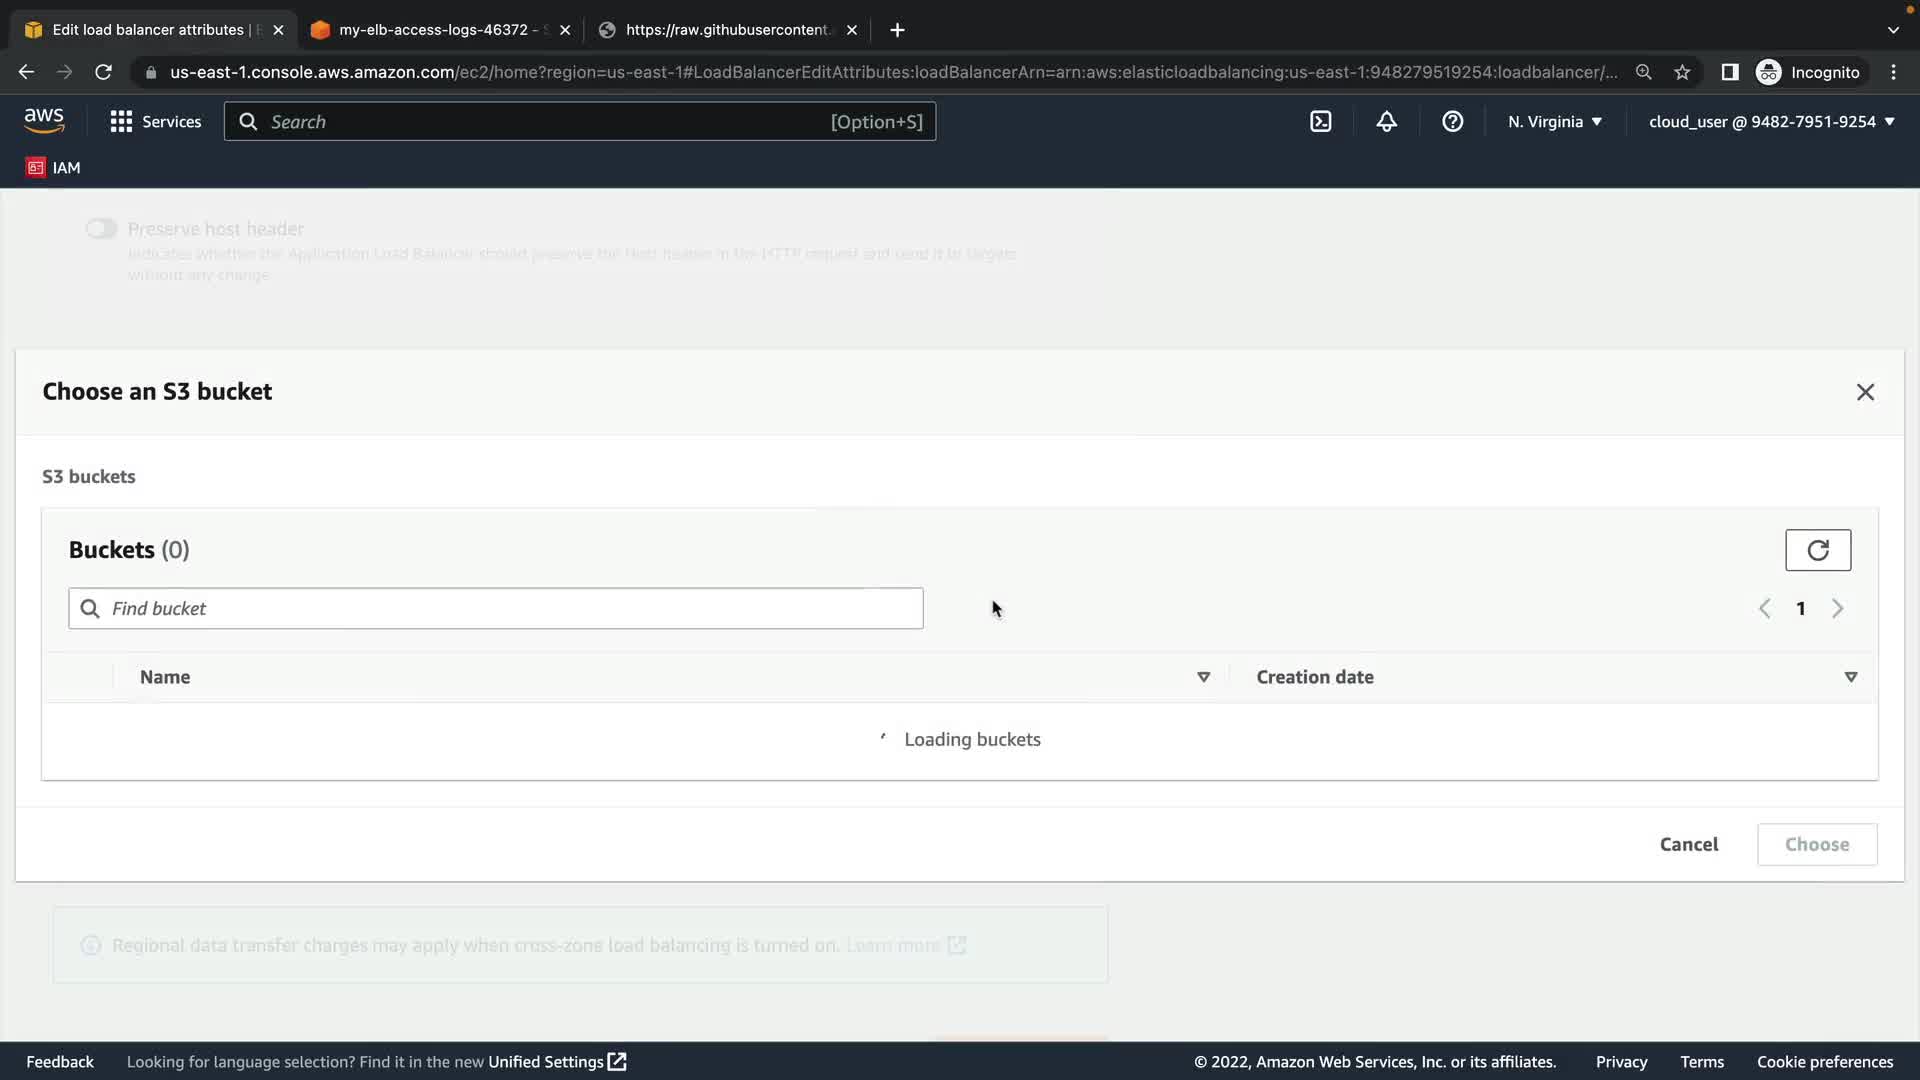 Edit load balancer attributes | E
my-elb-access-logs-46372 - S
https://raw.githubusercontent.
us-east-1.console.aws.amazon.com/ec2/home?region=us-east-1#LoadBalancerEditAttributes:loadBalancerArn=arn:aws:elasticloadbalancing:us-east-1:948279519254:loadbalancer/...
Incognito
aws
Services
Search
[Option+S]
N. Virginia
cloud_user @ 9482-7951-9254
IAM
Preserve host header
Indicates whether the Application Load Balancer should preserve the Host header in the HTTP request and send it to targets
without any change.
Choose an S3 bucket
S3 buckets
Buckets (0)
Find bucket
1
Name
Creation date
Loading buckets
Cancel
Choose
Regional data transfer charges may apply when cross-zone load balancing is turned on. Learn more
Feedback
Looking for language selection? Find it in the new Unified Settings
© 2022, Amazon Web Services, Inc. or its affiliates.
Privacy
Terms
Cookie preferences